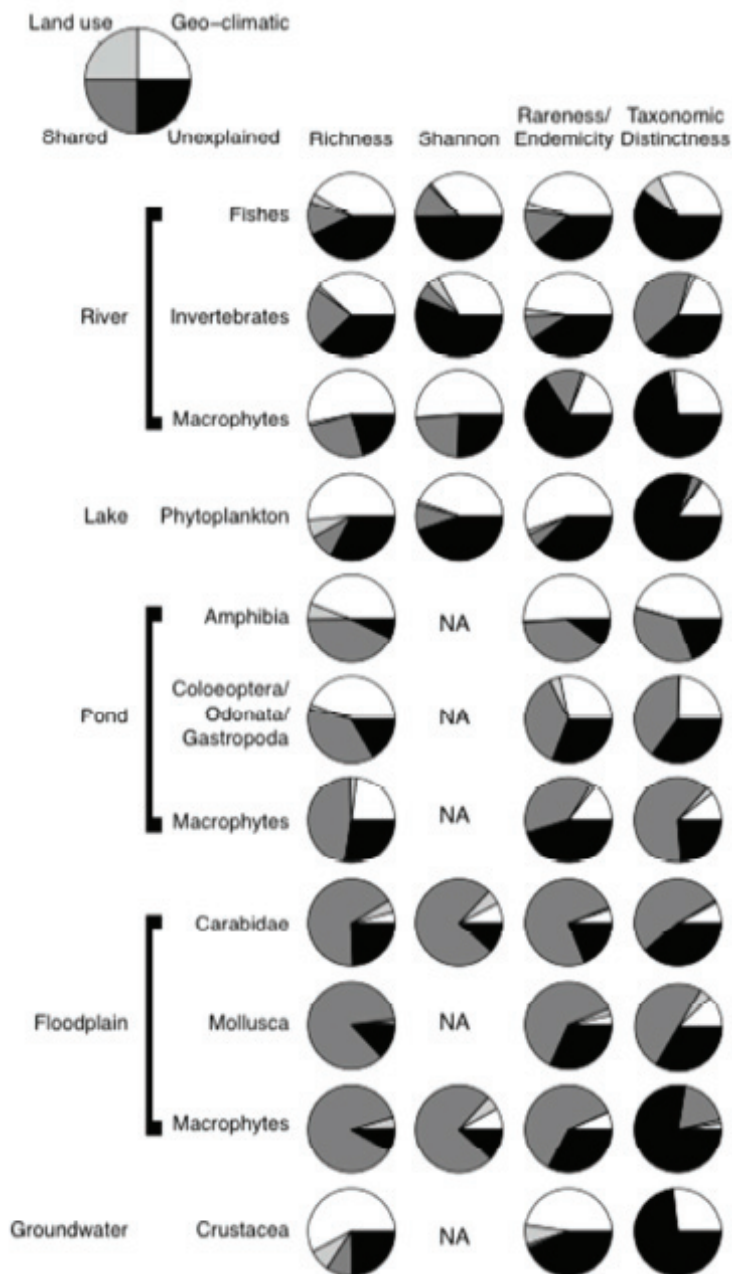 Land use Geo-climatic
Shared Unexplained
Richness Shannon Rareness/ Endemicity Taxonomic Distinctness
Fishes
River Invertebrates
Macrophytes
Lake Phytoplankton
Amphibia NA
Coloeoptera/
Pond Odonata/ NA
Gastropoda
Macrophytes NA
Carabidae
Floodplain Mollusca NA
Macrophytes
Groundwater Crustacea NA